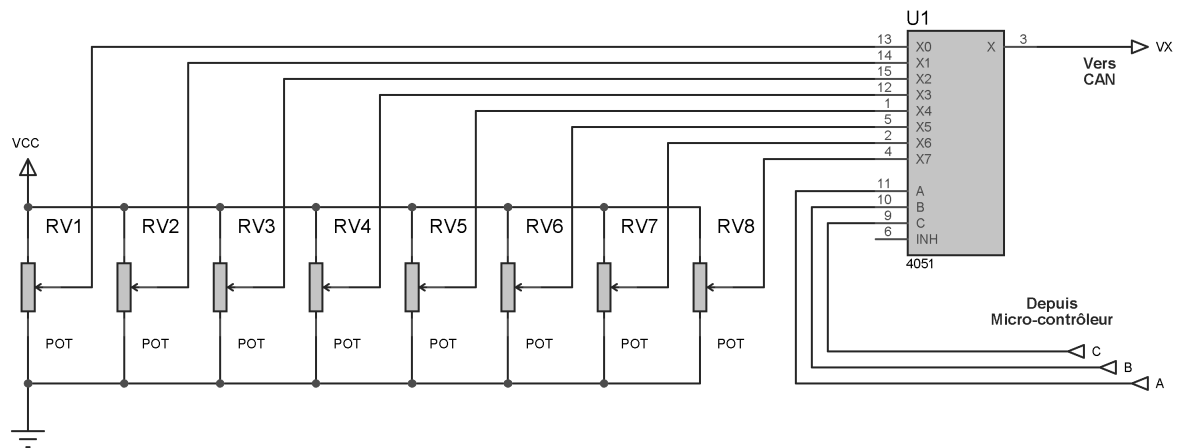 U1
13 X0 X 3 VX
14 X1 Vers
15 X2 CAN
12 X3
1 X4
5 X5
2 X6
4 X7
VCC
11 A
10 B
9 C
6 INH
4051
RV1 RV2 RV3 RV4 RV5 RV6 RV7 RV8
Depuis
Micro-contrôleur
POT POT POT POT POT POT POT POT
C
B
A